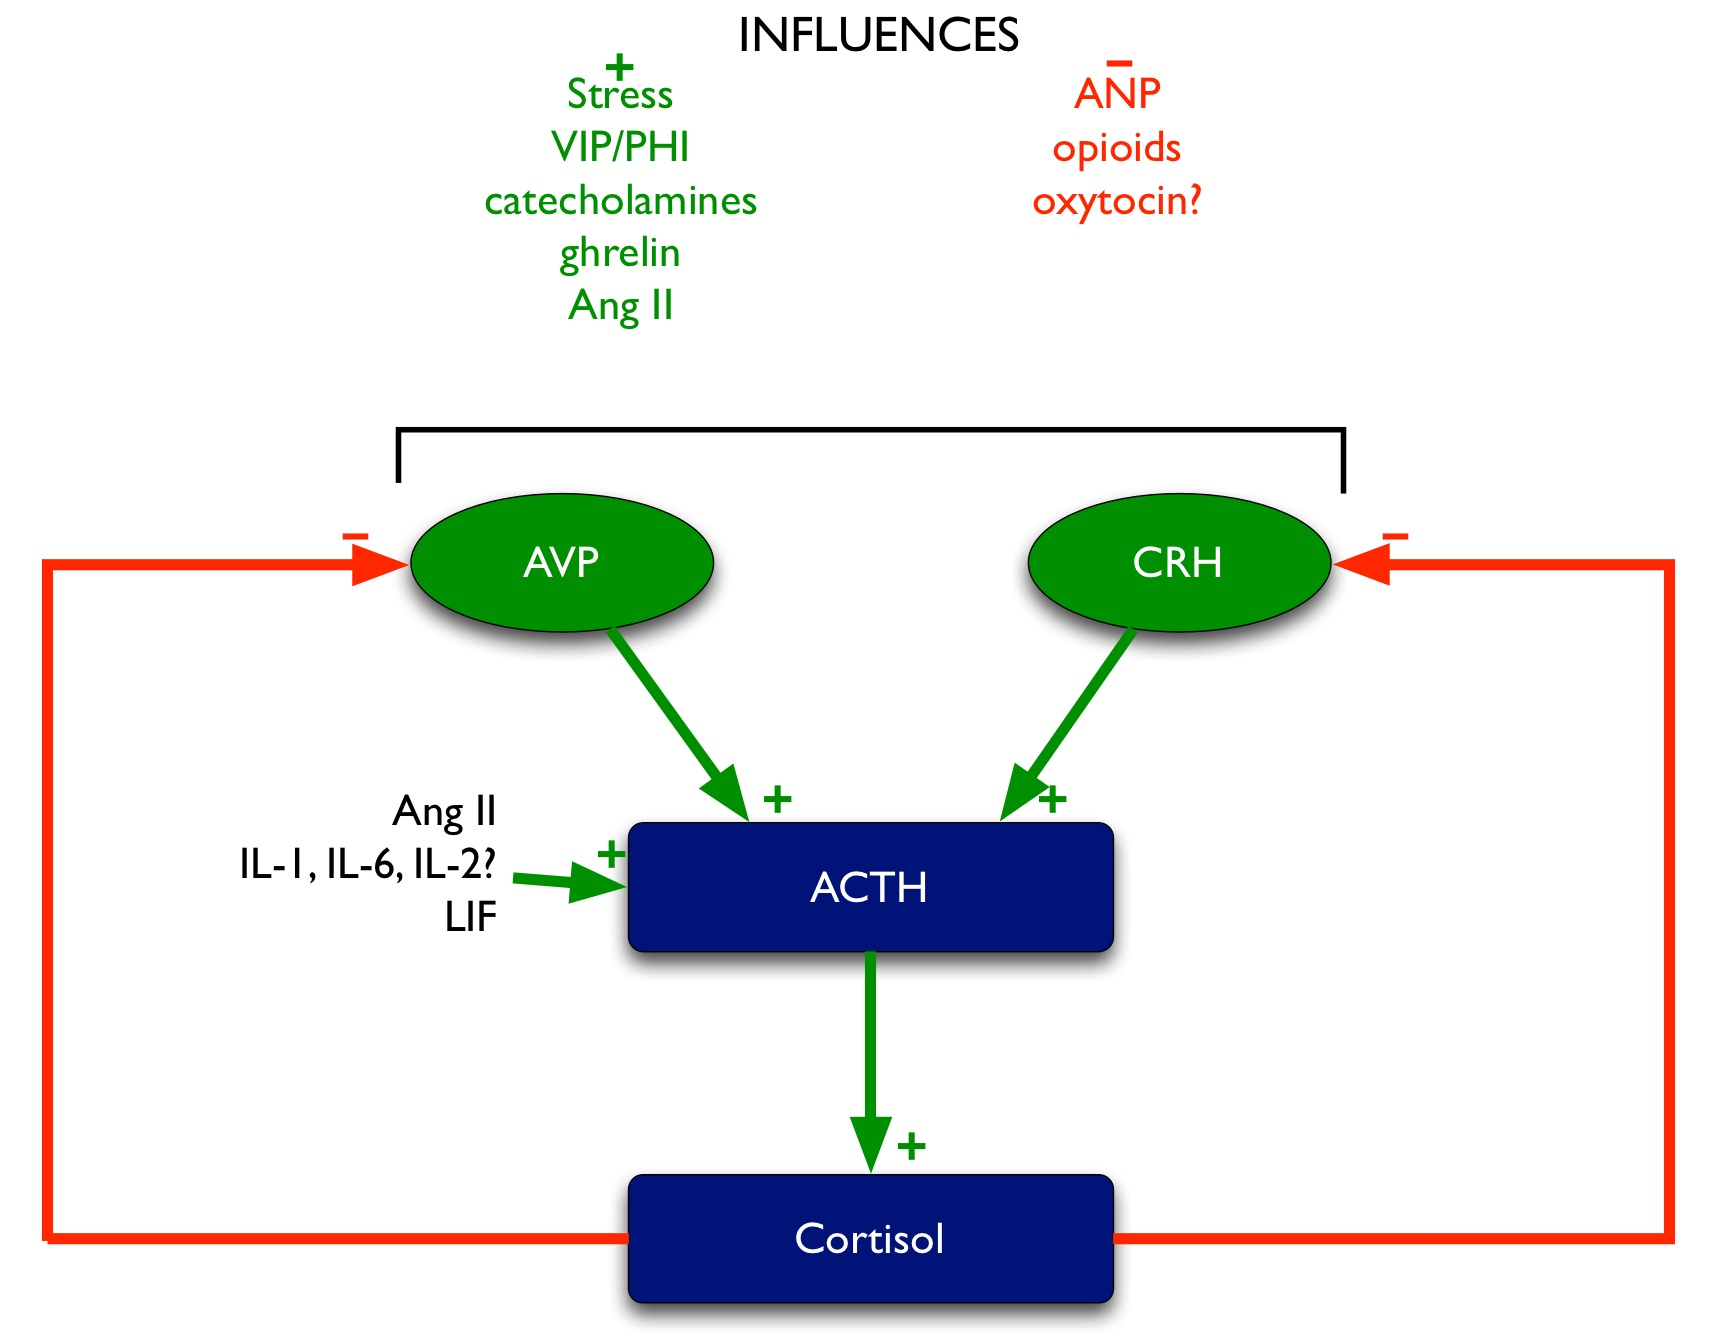 INFLUENCES
+
Stress
VIP/PHI
catecholamines
ghrelin
Ang II
–
ANP
opioids
oxytocin?
–
AVP
CRH
–
+
+
Ang II
IL-1, IL-6, IL-2?
LIF
+
ACTH
+
Cortisol